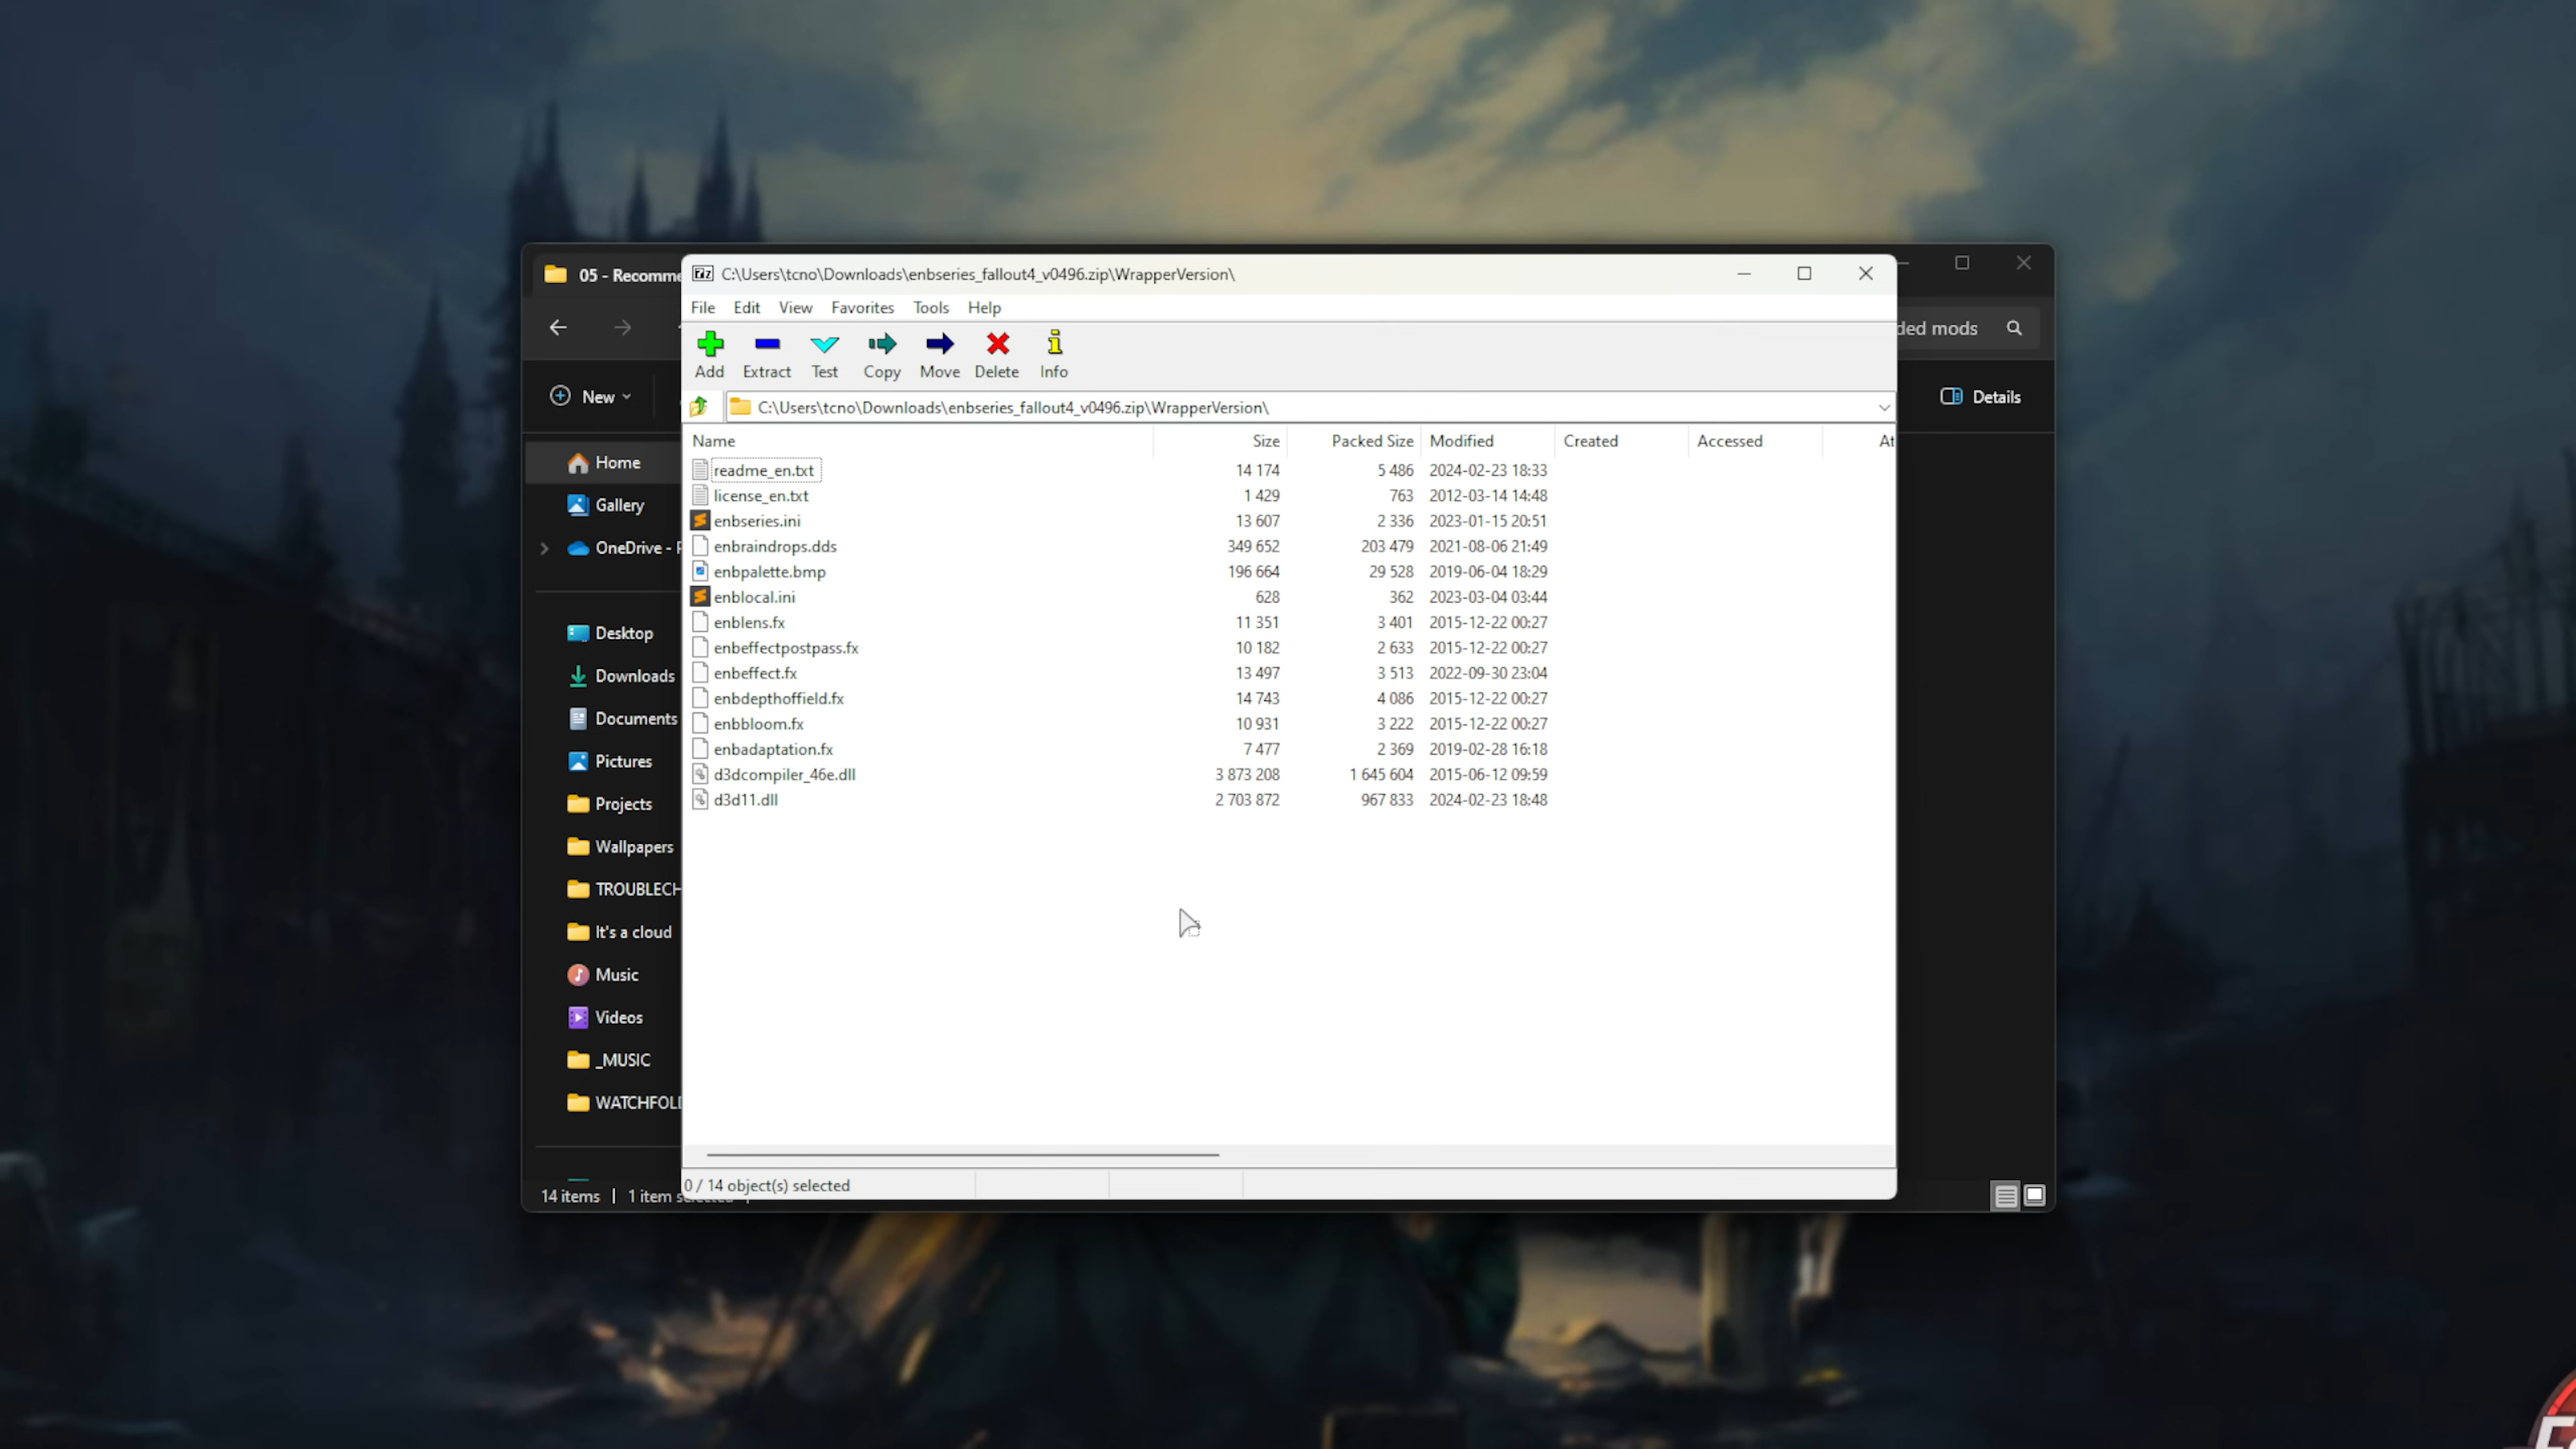 05 - Recomme
C:\Users\tcno\Downloads\enbseries_fallout4_v0496.zip\WrapperVersion\
File Edit View Favorites Tools Help
ded mods
Add Extract Test Copy Move Delete Info
New
Details
C:\Users\tcno\Downloads\enbseries_fallout4_v0496.zip\WrapperVersion\
Name Size Packed Size Modified Created Accessed At
readme_en.txt 14 174 5 486 2024-02-23 18:33
license_en.txt 1 429 763 2012-03-14 14:48
enbseries.ini 13 607 2 336 2023-01-15 20:51
enbraindrops.dds 349 652 203 479 2021-08-06 21:49
enbpalette.bmp 196 664 29 528 2019-06-04 18:29
enblocal.ini 628 362 2023-03-04 03:44
enblens.fx 11 351 3 401 2015-12-22 00:27
enbeffectpostpass.fx 10 182 2 633 2015-12-22 00:27
enbeffect.fx 13 497 3 513 2022-09-30 23:04
enbdepthoffield.fx 14 743 4 086 2015-12-22 00:27
enbbloom.fx 10 931 3 222 2015-12-22 00:27
enbadaptation.fx 7 477 2 369 2019-02-28 16:18
d3dcompiler_46e.dll 3 873 208 1 645 604 2015-06-12 09:59
d3d11.dll 2 703 872 967 833 2024-02-23 18:48
Home
Gallery
OneDrive - P
Desktop
Downloads
Documents
Pictures
Projects
Wallpapers
TROUBLECH
It's a cloud
Music
Videos
_MUSIC
WATCHFOLD
0 / 14 object(s) selected
14 items 1 item selected